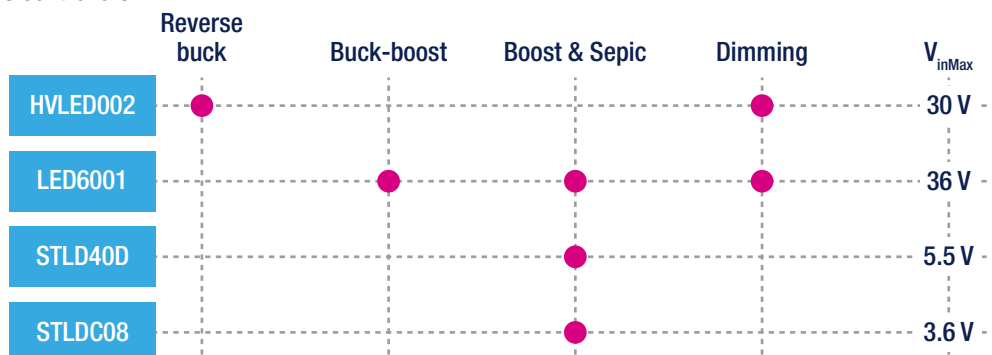 Reverse
buck
Buck-boost
Boost & Sepic
Dimming
VinMax
HVLED002
30 V
LED6001
36 V
STLD40D
5.5 V
STLDC08
3.6 V